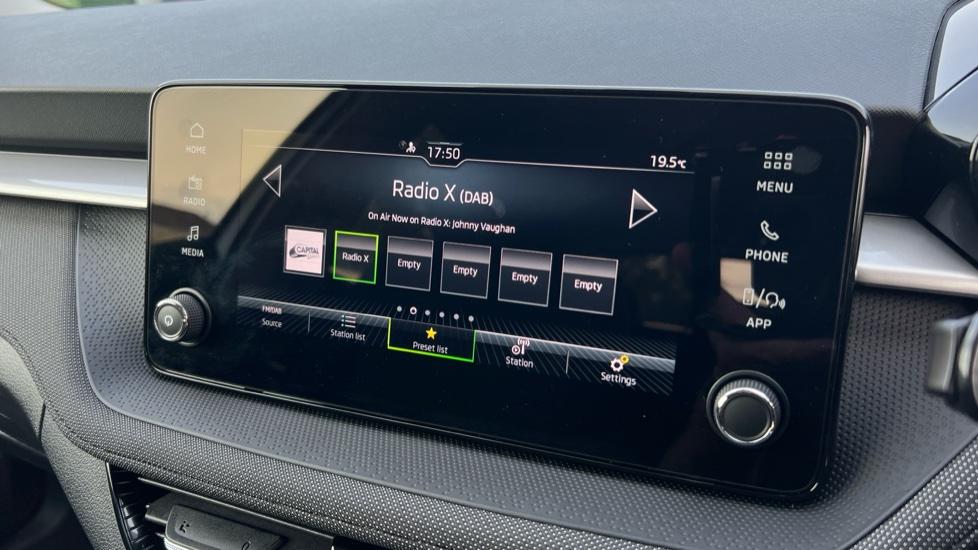 HOME
RADIO
MEDIA
17:50
19.5°C
Radio X (DAB)
On Air Now on Radio X: Johnny Vaughan
CAPITAL
Radio X
Empty
Empty
Empty
Empty
FM/DAB
Source
Station list
Preset list
Station
Settings
MENU
PHONE
APP